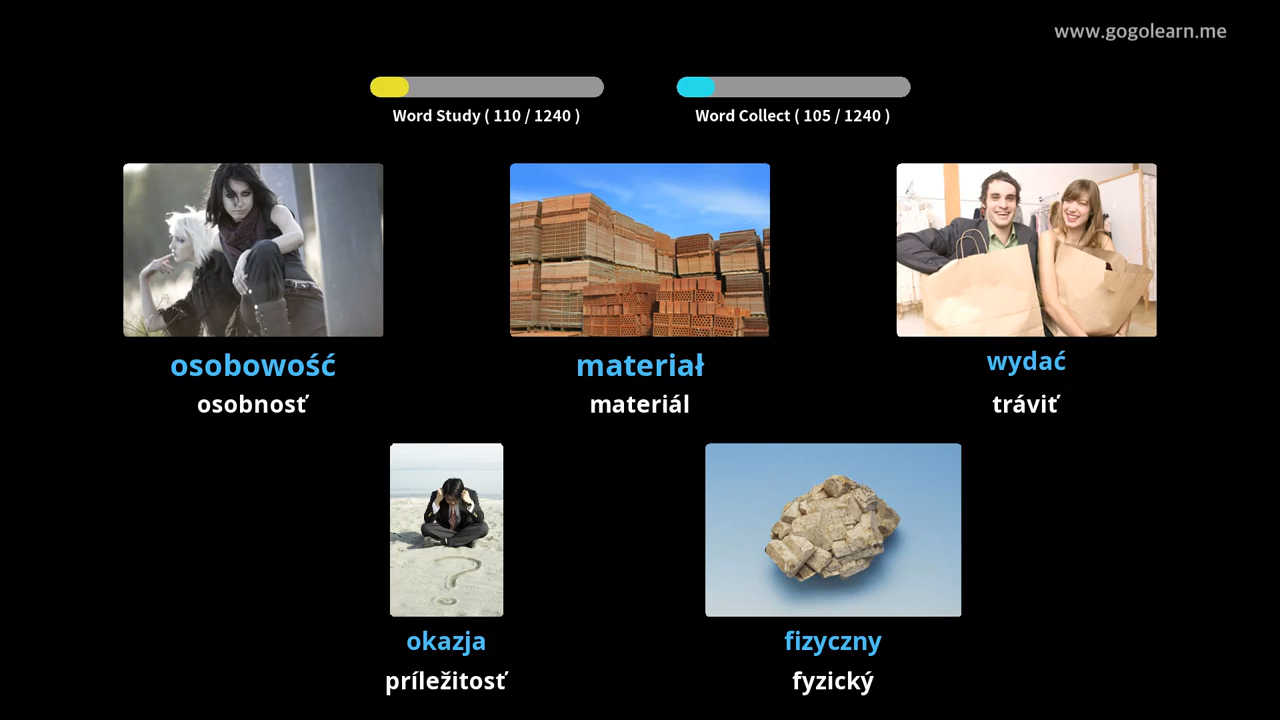 www.gogolearn.me
Word Study ( 110 / 1240 )
Word Collect ( 105 / 1240 )
osobowość
osobnosť
materiał
materiál
wydać
tráviť
okazja
príležitosť
fizyczny
fyzický